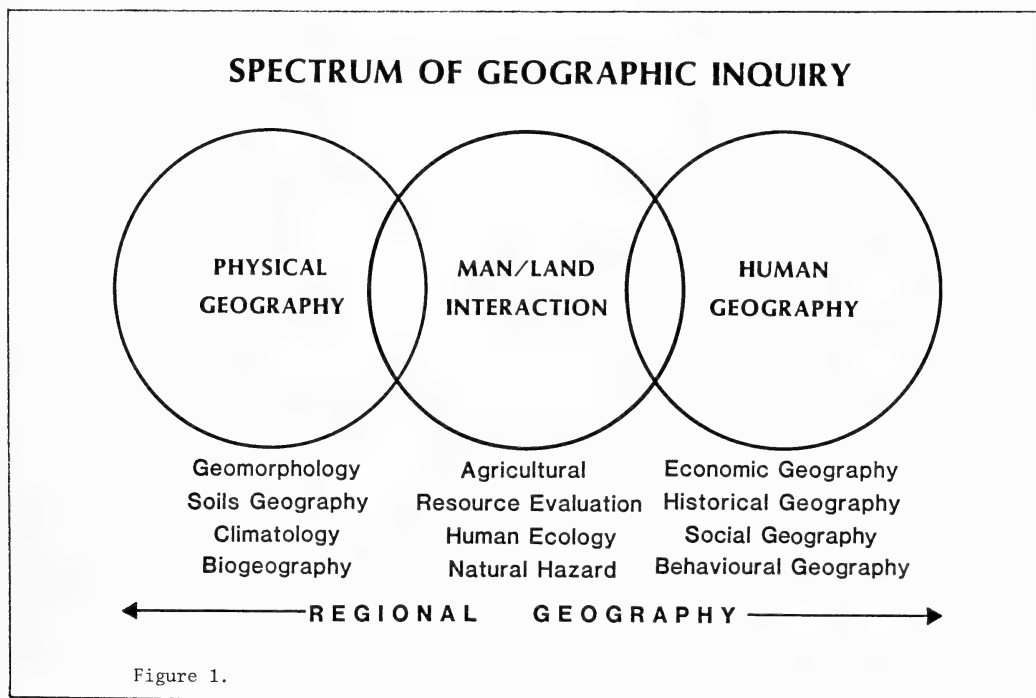 SPECTRUM OF GEOGRAPHIC INQUIRY
PHYSICAL
GEOGRAPHY
MAN/LAND
INTERACTION
HUMAN
GEOGRAPHY
Geomorphology
Soils Geography
Climatology
Biogeography
Agricultural
Resource Evaluation
Human Ecology
Natural Hazard
Economic Geography
Historical Geography
Social Geography
Behavioural Geography
REGIONAL GEOGRAPHY
Figure 1.